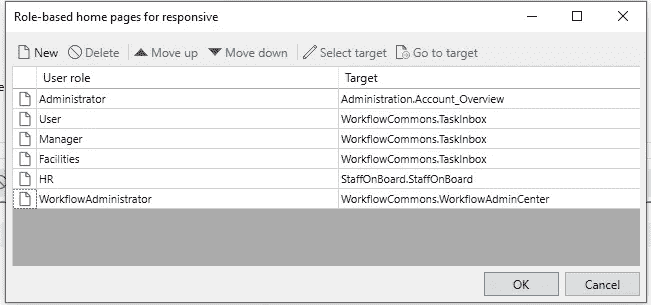 Role-based home pages for responsive
New Delete Move up Move down Select target Go to target
User role Target
Administrator Administration.Account_Overview
User WorkflowCommons.TaskInbox
Manager WorkflowCommons.TaskInbox
Facilities WorkflowCommons.TaskInbox
HR StaffOnBoard.StaffOnBoard
WorkflowAdministrator WorkflowCommons.WorkflowAdminCenter
OK Cancel